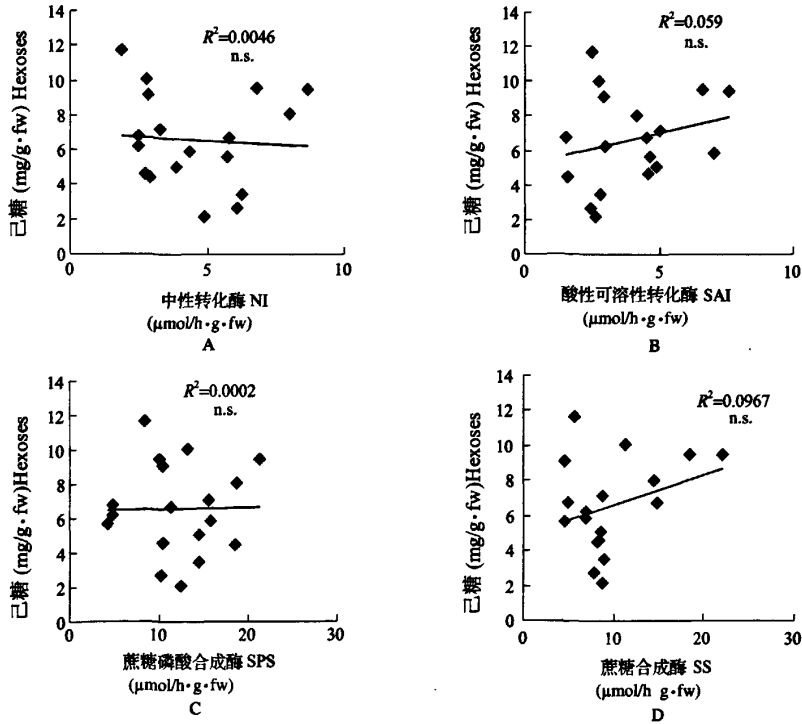 己糖 (mg/g·fw) Hexoses
14
12
10
8
6
4
2
0
R²=0.0046
n.s.
0 5 10
中性转化酶 NI
(μmol/h·g·fw)
A
己糖 (mg/g·fw) Hexoses
14
12
10
8
6
4
2
0
R²=0.059
n.s.
0 5 10
酸性可溶性转化酶 SAI
(μmol/h·g·fw)
B
己糖 (mg/g·fw)Hexoses
14
12
10
8
6
4
2
0
R²=0.0002
n.s.
0 10 20 30
蔗糖磷酸合成酶 SPS
(μmol/h·g·fw)
C
己糖 (mg/g·fw)Hexoses
14
12
10
8
6
4
2
0
R²=0.0967
n.s.
0 10 20 30
蔗糖合成酶 SS
(μmol/h g·fw)
D